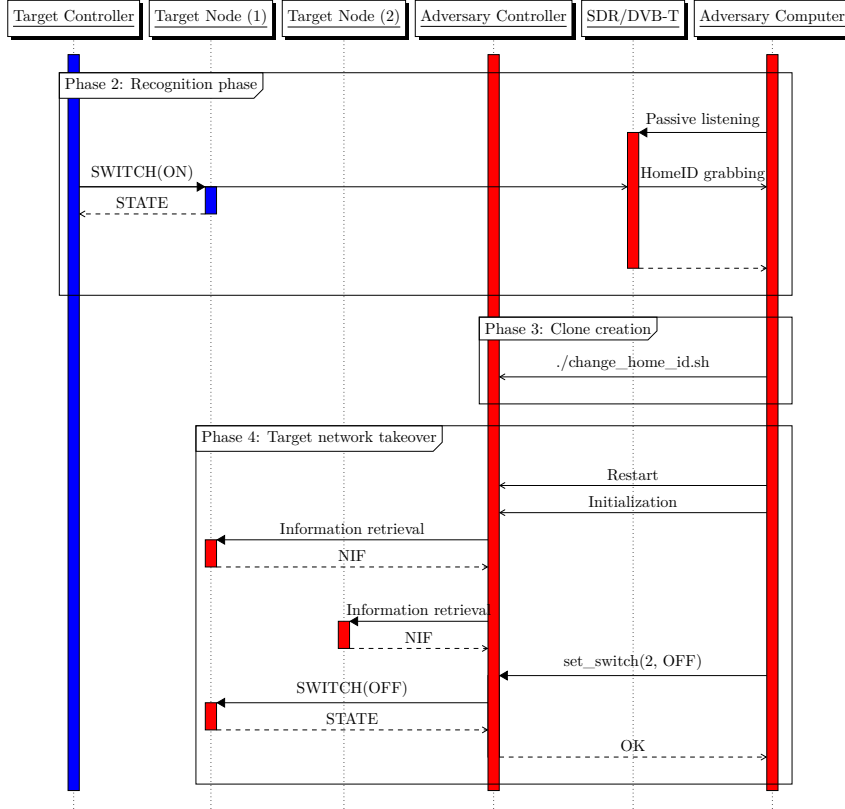 Target Controller
Target Node (1)
Target Node (2)
Adversary Controller
SDR/DVB-T
Adversary Computer
Phase 2: Recognition phase
Passive listening
SWITCH(ON)
HomeID grabbing
STATE
Phase 3: Clone creation
./change_home_id.sh
Phase 4: Target network takeover
Restart
Initialization
Information retrieval
NIF
Information retrieval
NIF
set_switch(2, OFF)
SWITCH(OFF)
STATE
OK